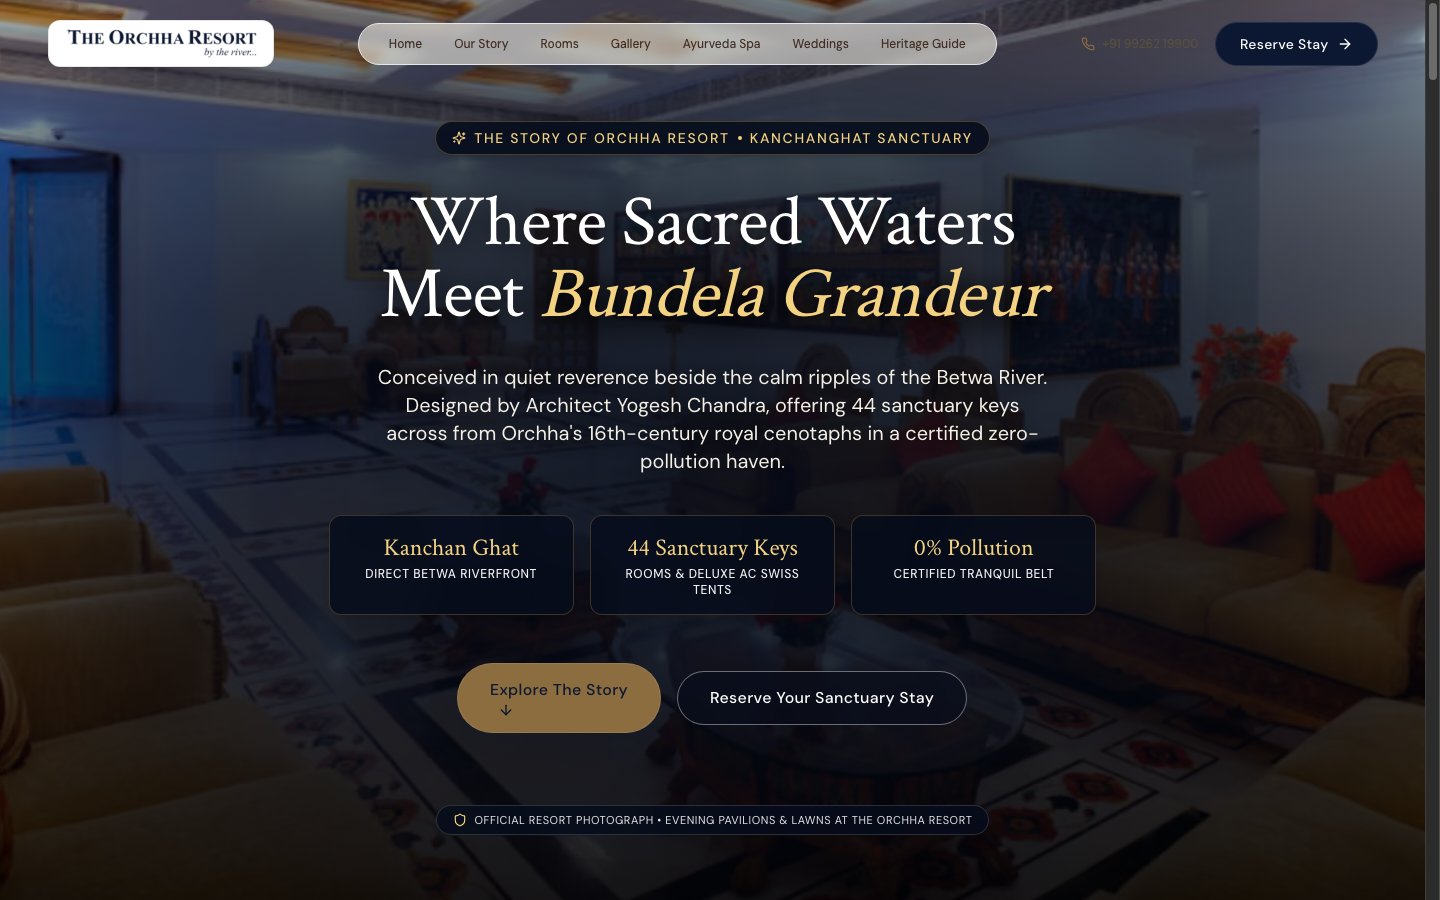 THE ORCHHA RESORT
by the river...
Home Our Story Rooms Gallery Ayurveda Spa Weddings Heritage Guide
+91 99262 19900
Reserve Stay →
THE STORY OF ORCHHA RESORT • KANCHANGHAT SANCTUARY
Where Sacred Waters
Meet Bundela Grandeur
Conceived in quiet reverence beside the calm ripples of the Betwa River.
Designed by Architect Yogesh Chandra, offering 44 sanctuary keys
across from Orchha's 16th-century royal cenotaphs in a certified zero-
pollution haven.
Kanchan Ghat
DIRECT BETWA RIVERFRONT
44 Sanctuary Keys
ROOMS & DELUXE AC SWISS
TENTS
0% Pollution
CERTIFIED TRANQUIL BELT
Explore The Story
↓
Reserve Your Sanctuary Stay
OFFICIAL RESORT PHOTOGRAPH • EVENING PAVILIONS & LAWNS AT THE ORCHHA RESORT